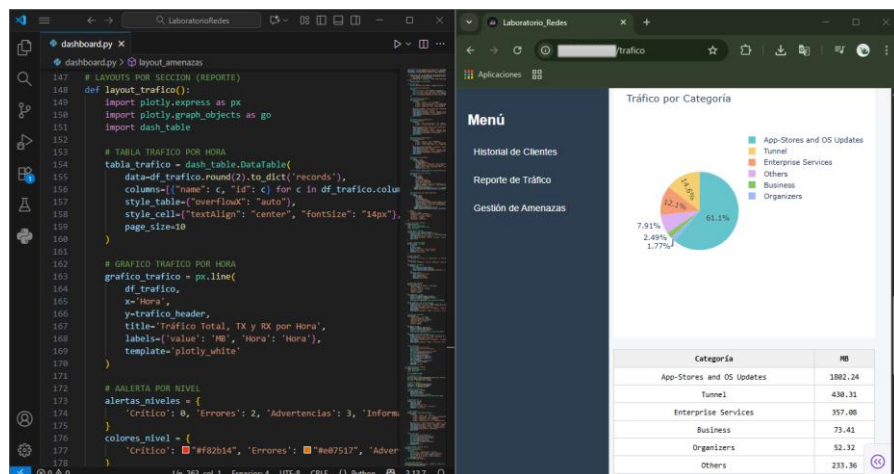 LaboratorioRedes
dashboard.py
dashboard.py > layout_amenazas
147 # LAYOUTS POR SECCION (REPORTE)
148 def layout_trafico():
149 import plotly.express as px
150 import plotly.graph_objects as go
151 import dash_table
152
153 # TABLA TRAFICO POR HORA
154 tabla_trafico = dash_table.DataTable(
155 data=df_trafico.round(2).to_dict('records'),
156 columns=[{"name": c, "id": c} for c in df_trafico.colu
157 style_table={"overflowX": "auto"},
158 style_cell={"textAlign": "center", "fontSize": "14px"},
159 page_size=10
160 )
161
162 # GRAFICO TRAFICO POR HORA
163 grafico_trafico = px.line(
164 df_trafico,
165 x='Hora',
166 y=trafico_header,
167 title='Tráfico Total, TX y RX por Hora',
168 labels={'value': 'MB', 'Hora': 'Hora'},
169 template='plotly_white'
170 )
171
172 # AALERTA POR NIVEL
173 alertas_niveles = {
174 'Crítico': 0, 'Errores': 2, 'Advertencias': 3, 'Informa
175 }
176 colores_nivel = {
177 'Crítico': "#f82b14", 'Errores': "#e07517", 'Adver
178 }
Laboratorio_Redes
/trafico
Aplicaciones
Menú
Historial de Clientes
Reporte de Tráfico
Gestión de Amenazas
Tráfico por Categoría
App-Stores and OS Updates
Tunnel
Enterprise Services
Others
Business
Organizers
61.1%
14.6%
12.1%
7.91%
2.49%
1.77%
Categoría MB
App-Stores and OS Updates 1802.24
Tunnel 430.31
Enterprise Services 357.08
Business 73.41
Organizers 52.32
Others 233.36